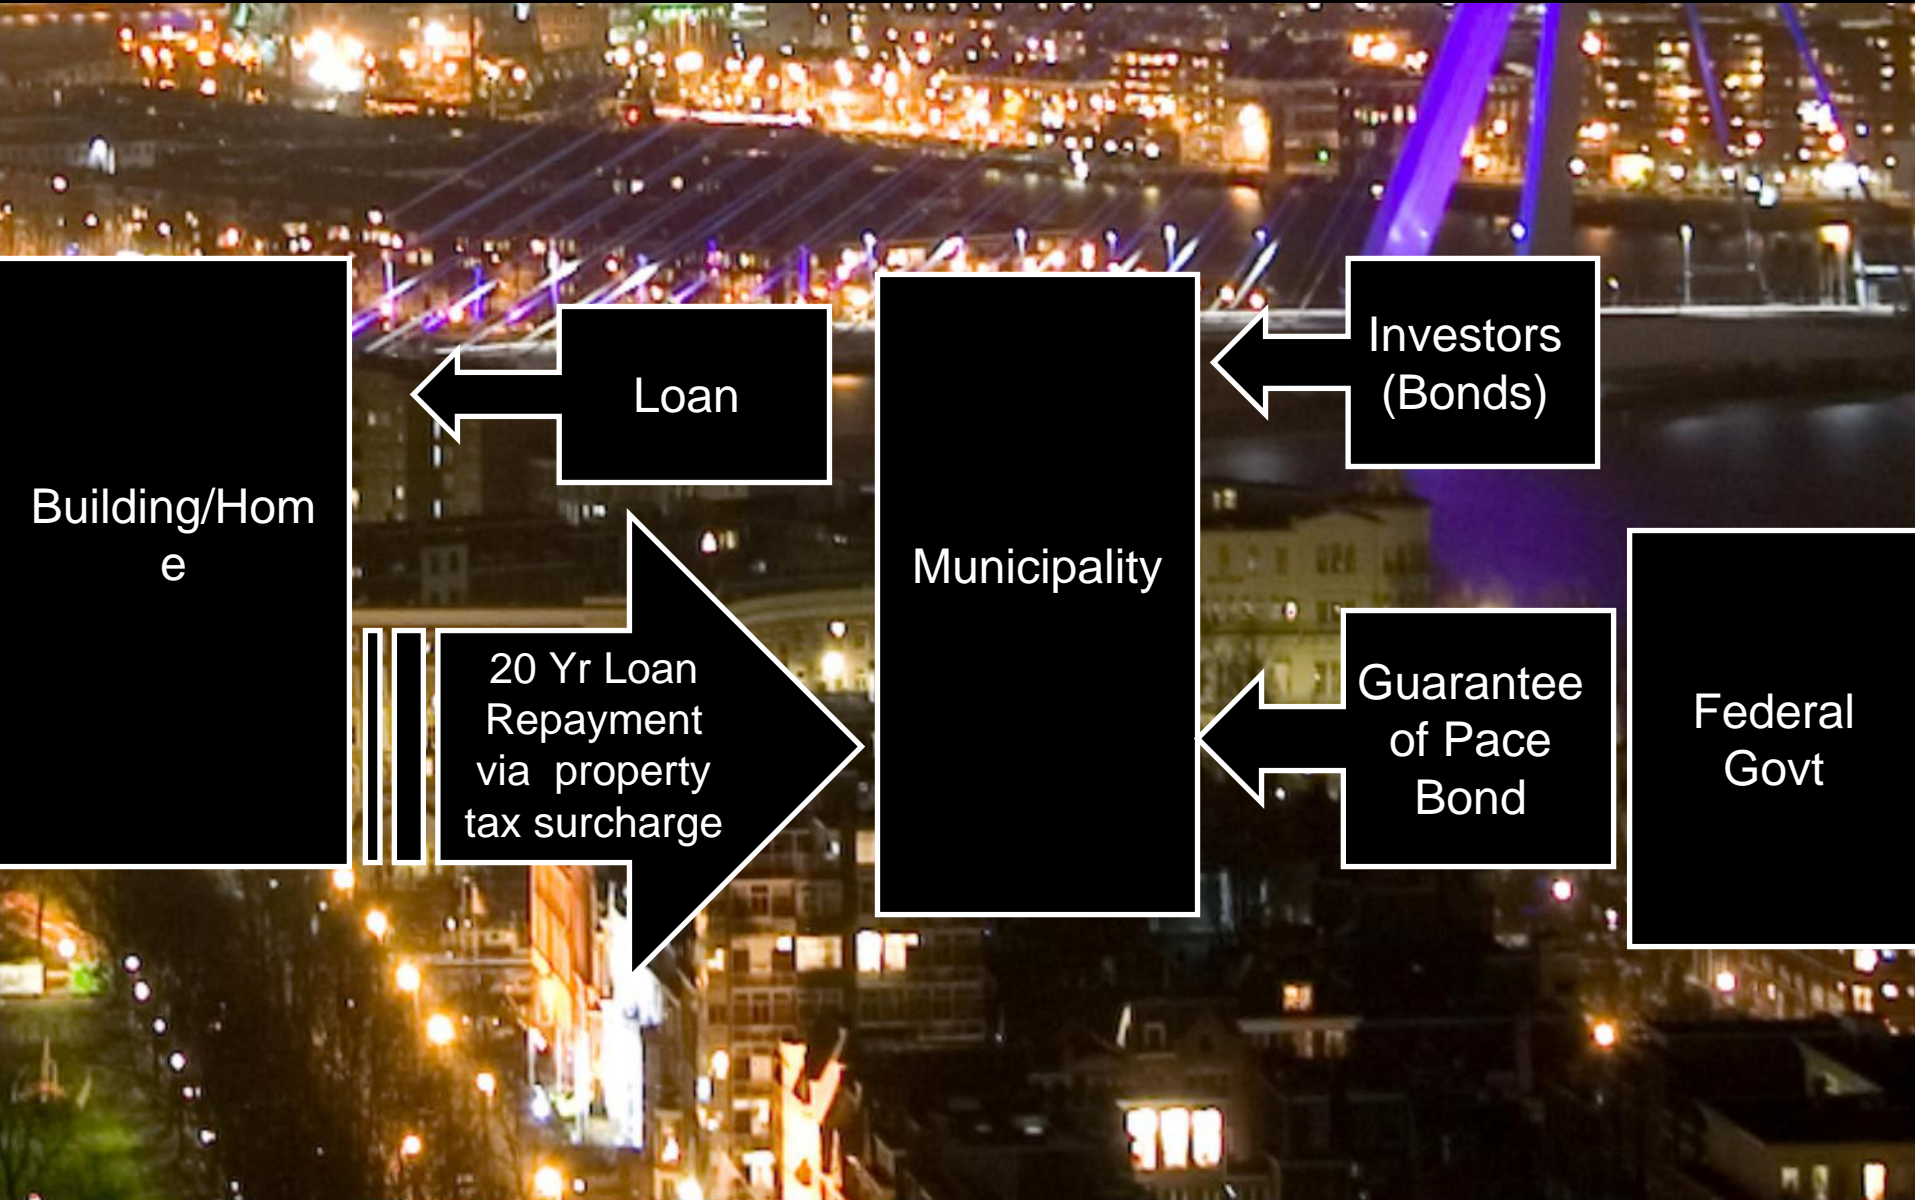 Building/Hom
e
Loan
20 Yr Loan
Repayment
via  property
tax surcharge
Municipality
Investors
(Bonds)
Guarantee
of Pace
Bond
Federal
Govt